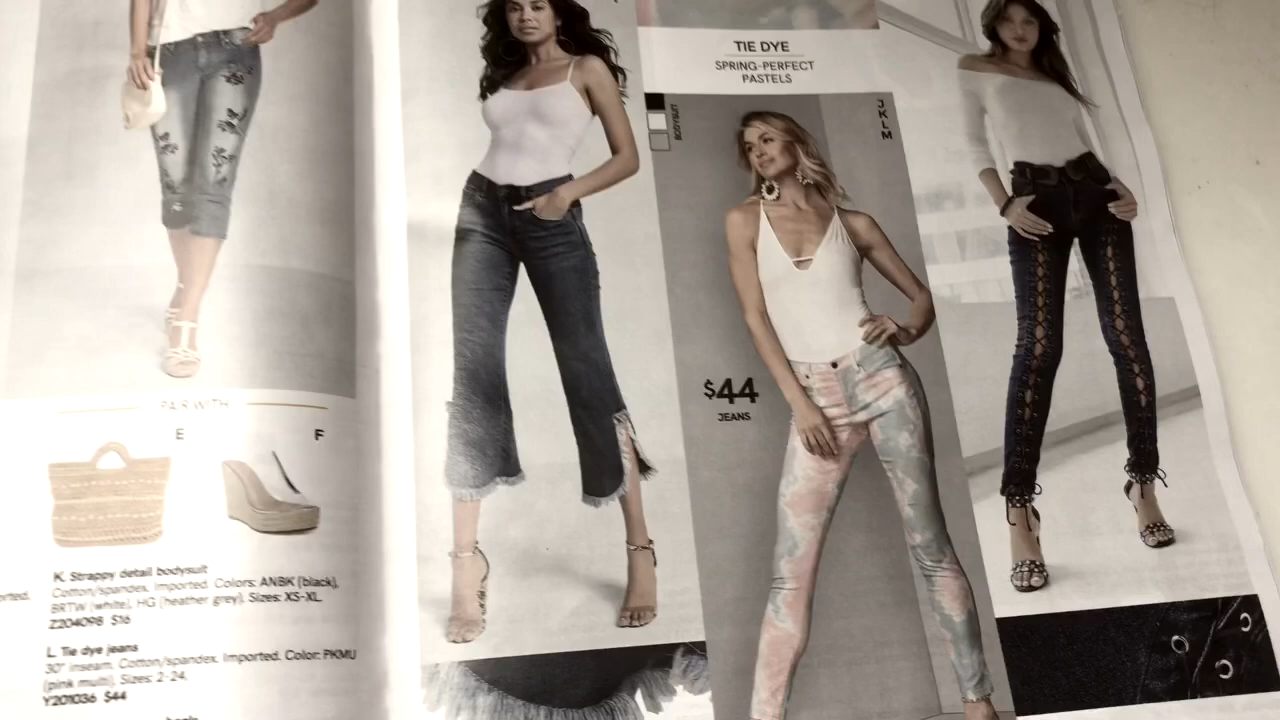 PAIR WITH
E
F
orted.
K. Strappy detail bodysuit
Cotton/spandex. Imported. Colors: ANBK (black),
BRTW (white), HG (heather grey). Sizes: XS-XL.
Z204098 $16
L. Tie dye jeans
30" inseam. Cotton/spandex. Imported. Color: PKMU
(pink multi). Sizes: 2-24.
Y201036 $44
TIE DYE
SPRING-PERFECT
PASTELS
BODYSUIT
J
K
L
M
$44
JEANS